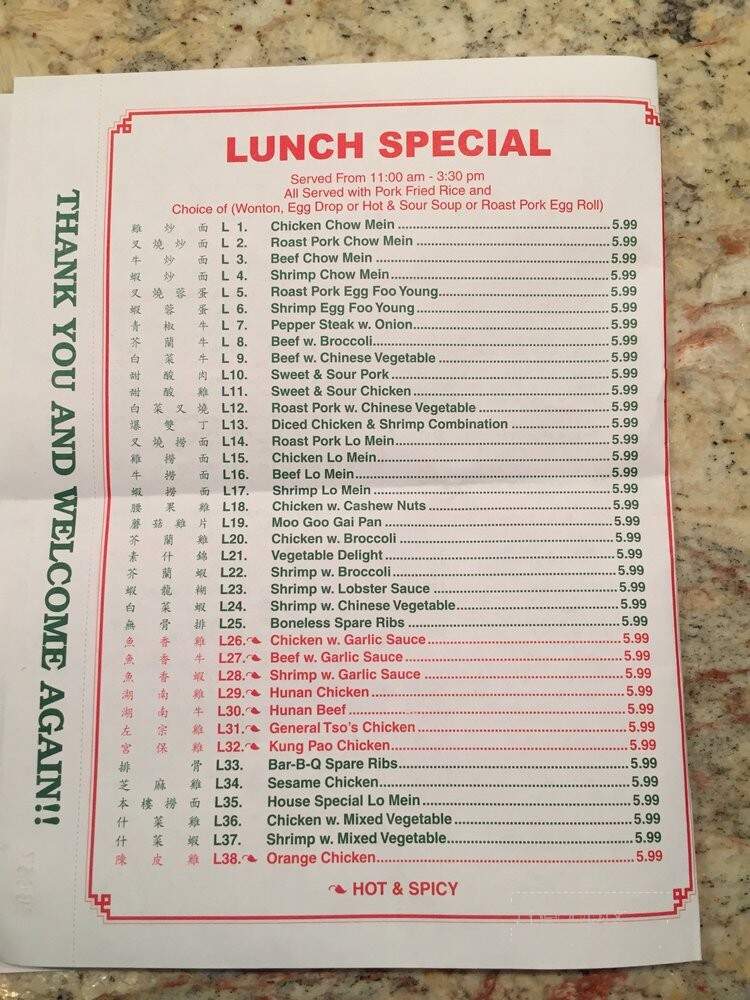 LUNCH SPECIAL
Served From 11:00 am - 3:30 pm
All Served with Pork Fried Rice and
Choice of (Wonton, Egg Drop or Hot & Sour Soup or Roast Pork Egg Roll)
雞炒面 L 1. Chicken Chow Mein 5.99
叉燒炒面 L 2. Roast Pork Chow Mein 5.99
牛炒面 L 3. Beef Chow Mein 5.99
蝦炒面 L 4. Shrimp Chow Mein 5.99
叉燒蓉蛋 L 5. Roast Pork Egg Foo Young 5.99
蝦蓉蛋 L 6. Shrimp Egg Foo Young 5.99
青椒牛 L 7. Pepper Steak w. Onion 5.99
芥蘭牛 L 8. Beef w. Broccoli 5.99
白菜牛 L 9. Beef w. Chinese Vegetable 5.99
甜酸肉 L10. Sweet & Sour Pork 5.99
甜酸雞 L11. Sweet & Sour Chicken 5.99
白菜叉燒 L12. Roast Pork w. Chinese Vegetable 5.99
爆雙丁 L13. Diced Chicken & Shrimp Combination 5.99
叉燒撈面 L14. Roast Pork Lo Mein 5.99
雞撈面 L15. Chicken Lo Mein 5.99
牛撈面 L16. Beef Lo Mein 5.99
蝦撈面 L17. Shrimp Lo Mein 5.99
腰果雞 L18. Chicken w. Cashew Nuts 5.99
蘑菇雞片 L19. Moo Goo Gai Pan 5.99
芥蘭雞 L20. Chicken w. Broccoli 5.99
素什錦 L21. Vegetable Delight 5.99
芥蘭蝦 L22. Shrimp w. Broccoli 5.99
蝦龍糊 L23. Shrimp w. Lobster Sauce 5.99
白菜蝦 L24. Shrimp w. Chinese Vegetable 5.99
無骨排 L25. Boneless Spare Ribs 5.99
魚香雞 L26. Chicken w. Garlic Sauce 5.99
魚香牛 L27. Beef w. Garlic Sauce 5.99
魚香蝦 L28. Shrimp w. Garlic Sauce 5.99
湖南雞 L29. Hunan Chicken 5.99
湖南牛 L30. Hunan Beef 5.99
左宗雞 L31. General Tso's Chicken 5.99
宮保雞 L32. Kung Pao Chicken 5.99
排骨 L33. Bar-B-Q Spare Ribs 5.99
芝麻雞 L34. Sesame Chicken 5.99
本樓撈面 L35. House Special Lo Mein 5.99
什菜雞 L36. Chicken w. Mixed Vegetable 5.99
什菜蝦 L37. Shrimp w. Mixed Vegetable 5.99
陳皮雞 L38. Orange Chicken 5.99
HOT & SPICY
THANK YOU AND WELCOME AGAIN!!